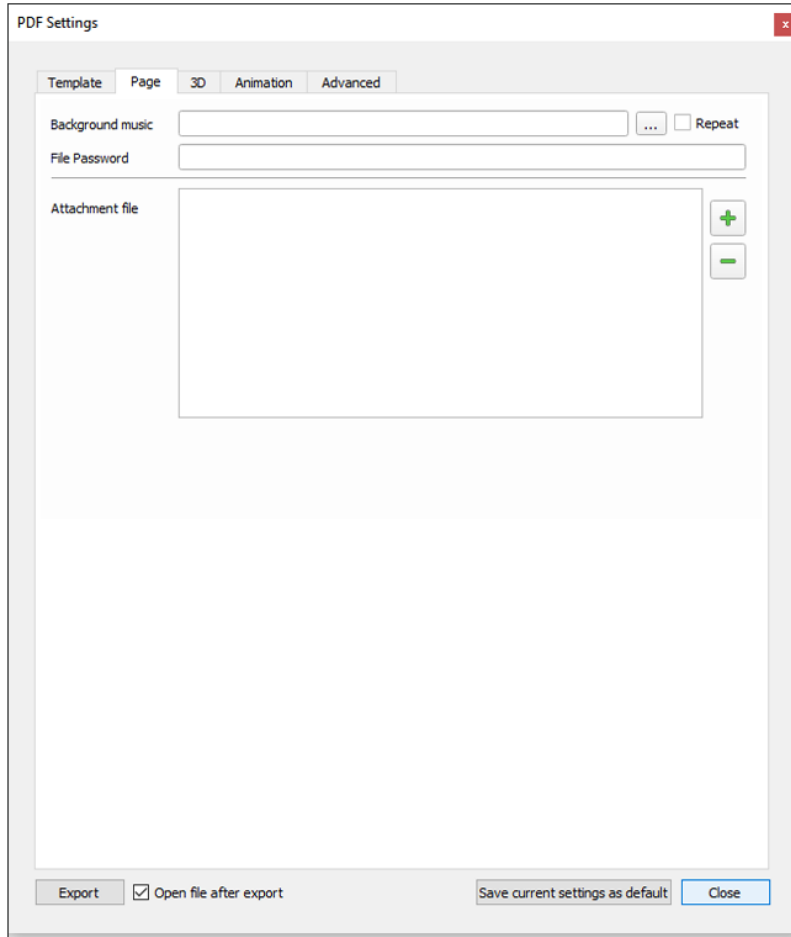 PDF Settings
x
Template Page 3D Animation Advanced
Background music ... Repeat
File Password
Attachment file
Export Open file after export Save current settings as default Close